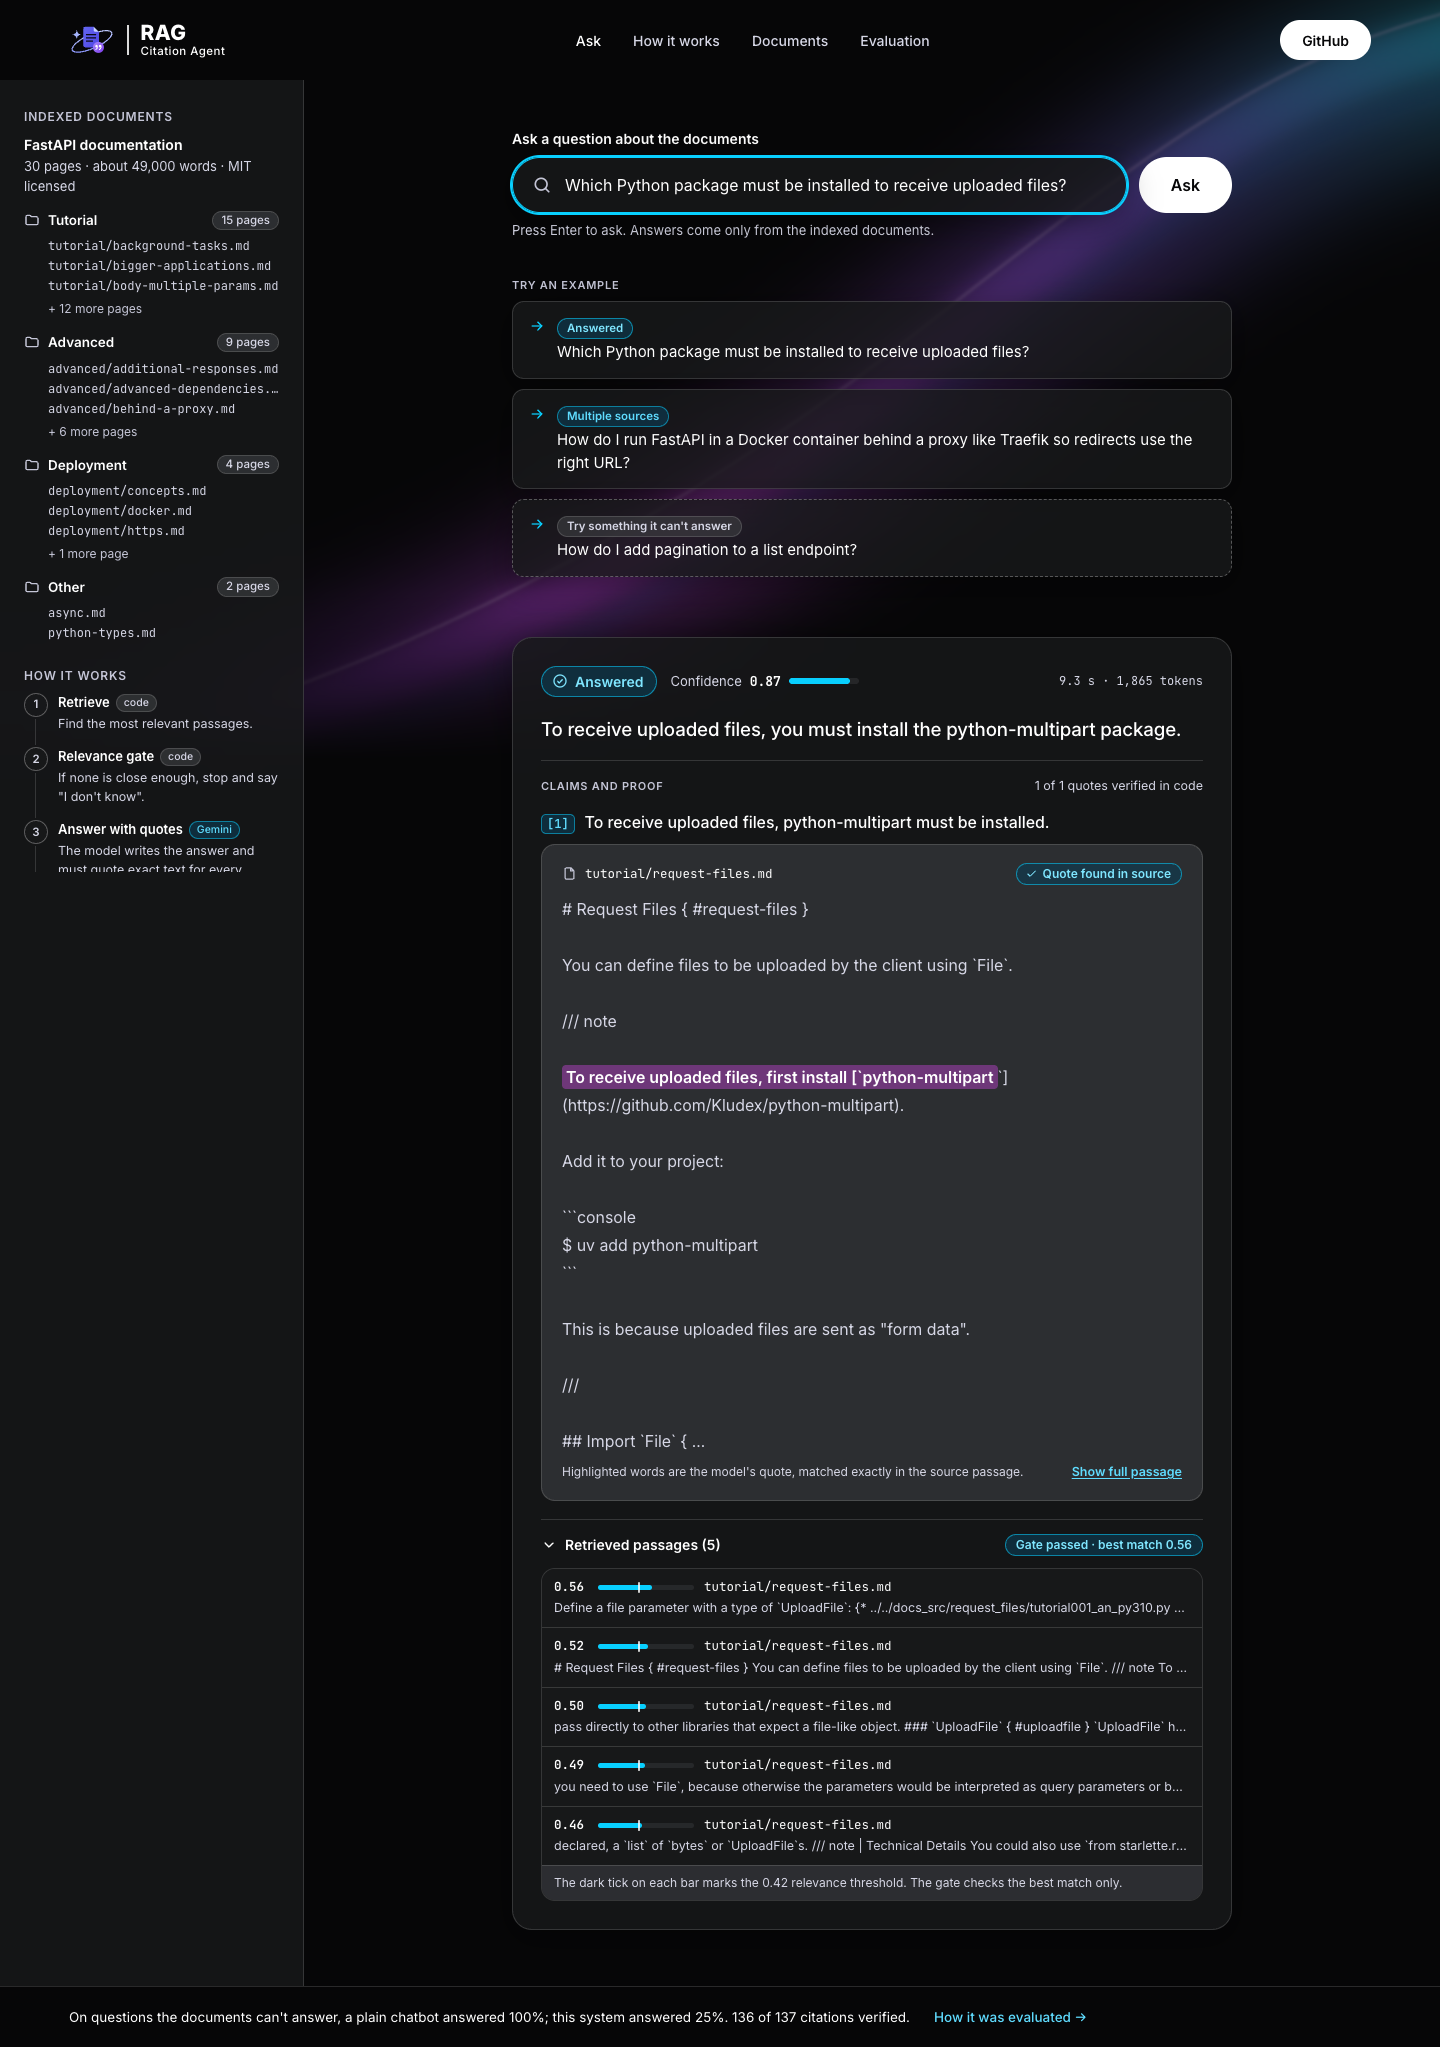 RAG
Citation Agent
Ask
How it works
Documents
Evaluation
GitHub
INDEXED DOCUMENTS
FastAPI documentation
30 pages · about 49,000 words · MIT
licensed
Tutorial
15 pages
tutorial/background-tasks.md
tutorial/bigger-applications.md
tutorial/body-multiple-params.md
+ 12 more pages
Advanced
9 pages
advanced/additional-responses.md
advanced/advanced-dependencies.…
advanced/behind-a-proxy.md
+ 6 more pages
Deployment
4 pages
deployment/concepts.md
deployment/docker.md
deployment/https.md
+ 1 more page
Other
2 pages
async.md
python-types.md
HOW IT WORKS
1
Retrieve code
Find the most relevant passages.
2
Relevance gate code
If none is close enough, stop and say
"I don't know".
3
Answer with quotes Gemini
The model writes the answer and
must quote exact text for every
Ask a question about the documents
Which Python package must be installed to receive uploaded files?
Ask
Press Enter to ask. Answers come only from the indexed documents.
TRY AN EXAMPLE
Answered
Which Python package must be installed to receive uploaded files?
Multiple sources
How do I run FastAPI in a Docker container behind a proxy like Traefik so redirects use the
right URL?
Try something it can't answer
How do I add pagination to a list endpoint?
Answered
Confidence 0.87
9.3 s · 1,865 tokens
To receive uploaded files, you must install the python-multipart package.
CLAIMS AND PROOF
1 of 1 quotes verified in code
[1] To receive uploaded files, python-multipart must be installed.
tutorial/request-files.md
Quote found in source
# Request Files { #request-files }
You can define files to be uploaded by the client using `File`.
/// note
To receive uploaded files, first install [`python-multipart`]
(https://github.com/Kludex/python-multipart).
Add it to your project:
```console
$ uv add python-multipart
```
This is because uploaded files are sent as "form data".
///
## Import `File` { …
Highlighted words are the model's quote, matched exactly in the source passage.
Show full passage
Retrieved passages (5)
Gate passed · best match 0.56
0.56 tutorial/request-files.md
Define a file parameter with a type of `UploadFile`: {* ../../docs_src/request_files/tutorial001_an_py310.py …
0.52 tutorial/request-files.md
# Request Files { #request-files } You can define files to be uploaded by the client using `File`. /// note To …
0.50 tutorial/request-files.md
pass directly to other libraries that expect a file-like object. ### `UploadFile` { #uploadfile } `UploadFile` h…
0.49 tutorial/request-files.md
you need to use `File`, because otherwise the parameters would be interpreted as query parameters or b…
0.46 tutorial/request-files.md
declared, a `list` of `bytes` or `UploadFile`s. /// note | Technical Details You could also use `from starlette.r…
The dark tick on each bar marks the 0.42 relevance threshold. The gate checks the best match only.
On questions the documents can't answer, a plain chatbot answered 100%; this system answered 25%. 136 of 137 citations verified.
How it was evaluated →